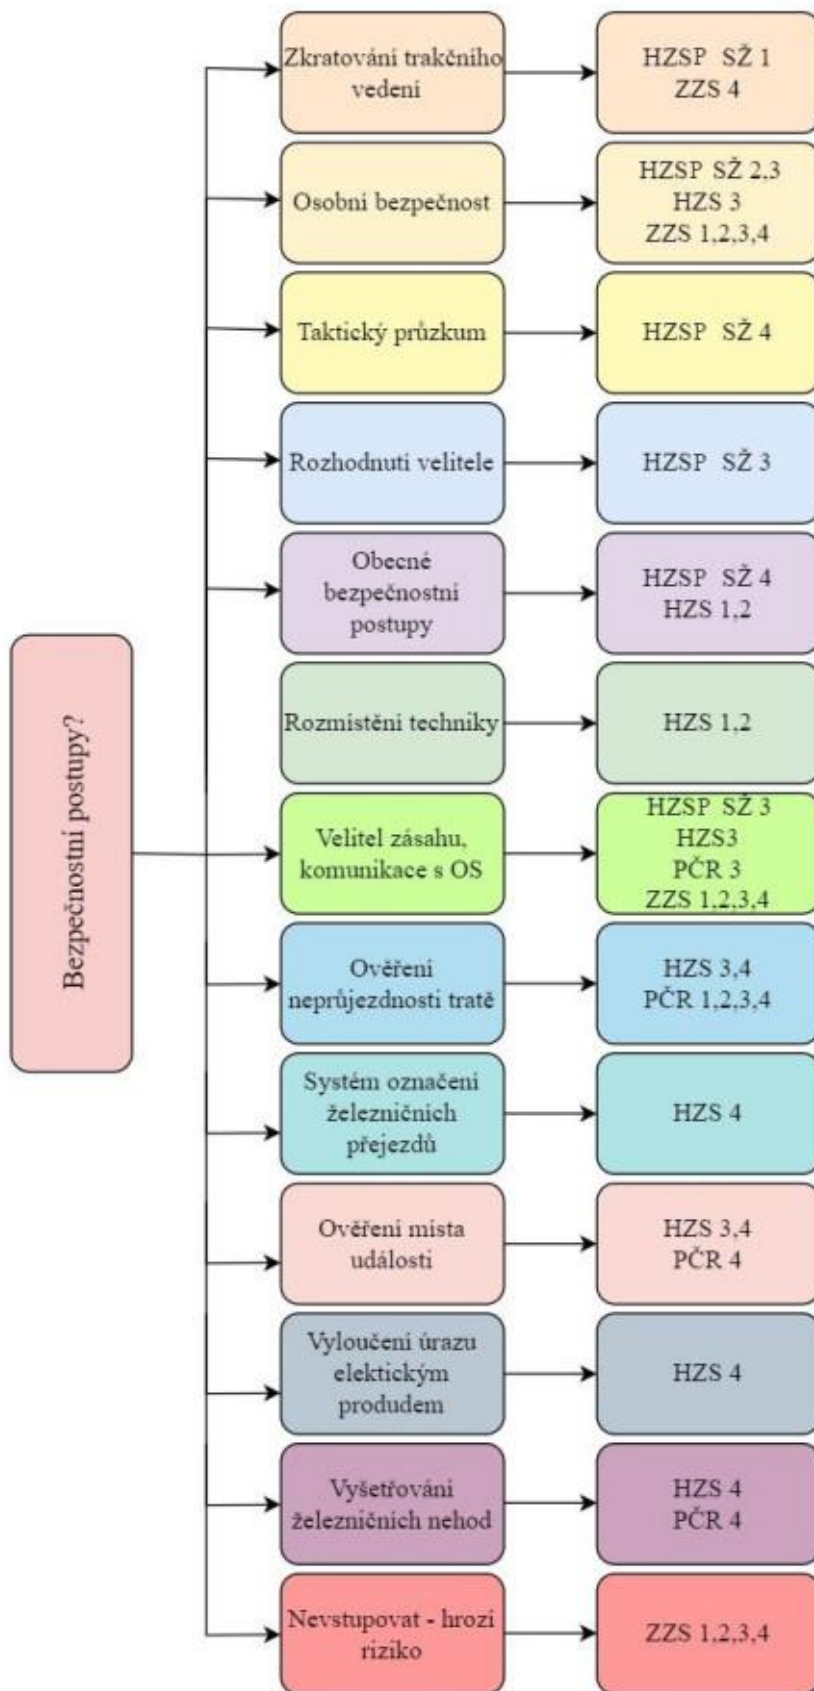 Bezpečnostní postupy?
Zkratování trakčního
vedení
HZSP SŽ 1
ZZS 4
Osobní bezpečnost
HZSP SŽ 2,3
HZS 3
ZZS 1,2,3,4
Taktický průzkum
HZSP SŽ 4
Rozhodnutí velitele
HZSP SŽ 3
Obecné
bezpečnostní
postupy
HZSP SŽ 4
HZS 1,2
Rozmístění techniky
HZS 1,2
Velitel zásahu,
komunikace s OS
HZSP SŽ 3
HZS3
PČR 3
ZZS 1,2,3,4
Ověření
neprůjezdnosti tratě
HZS 3,4
PČR 1,2,3,4
Systém označení
železničních
přejezdů
HZS 4
Ověření místa
události
HZS 3,4
PČR 4
Vyloučení úrazu
elektickým
produdem
HZS 4
Vyšetřování
železničních nehod
HZS 4
PČR 4
Nevstupovat - hrozí
riziko
ZZS 1,2,3,4